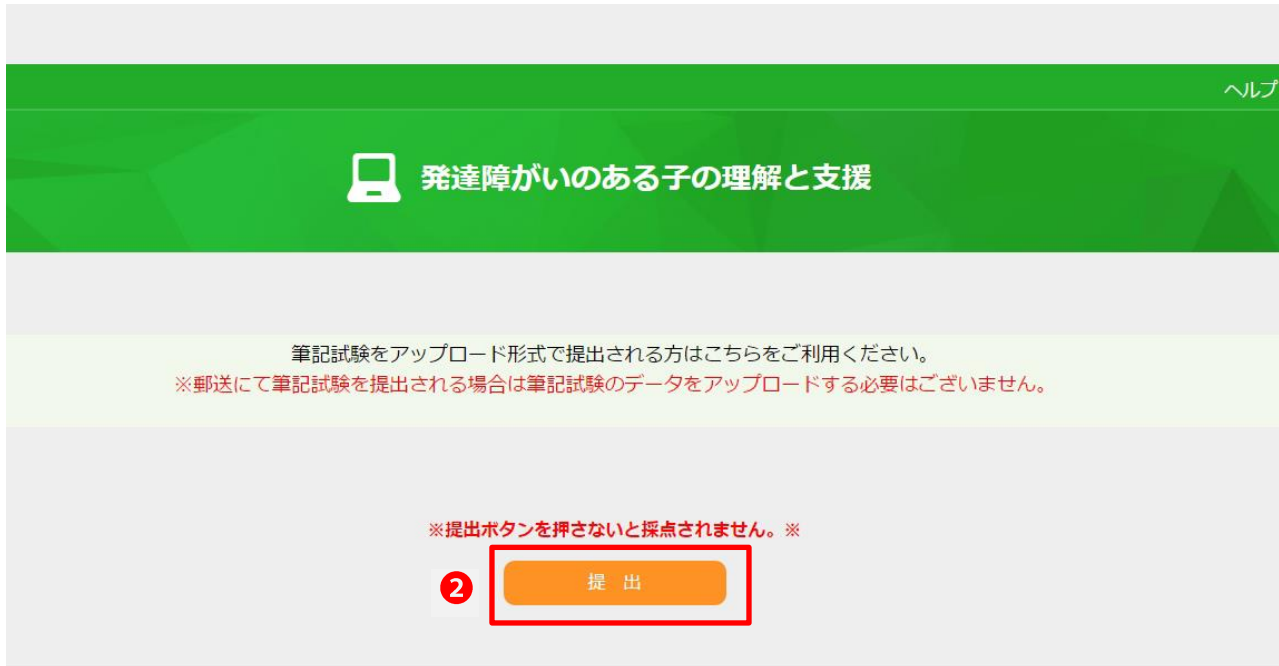 ヘルプ
発達障がいのある子の理解と支援
筆記試験をアップロード形式で提出される方はこちらをご利用ください。
※郵送にて筆記試験を提出される場合は筆記試験のデータをアップロードする必要はございません。
※提出ボタンを押さないと採点されません。※
❷ 提 出